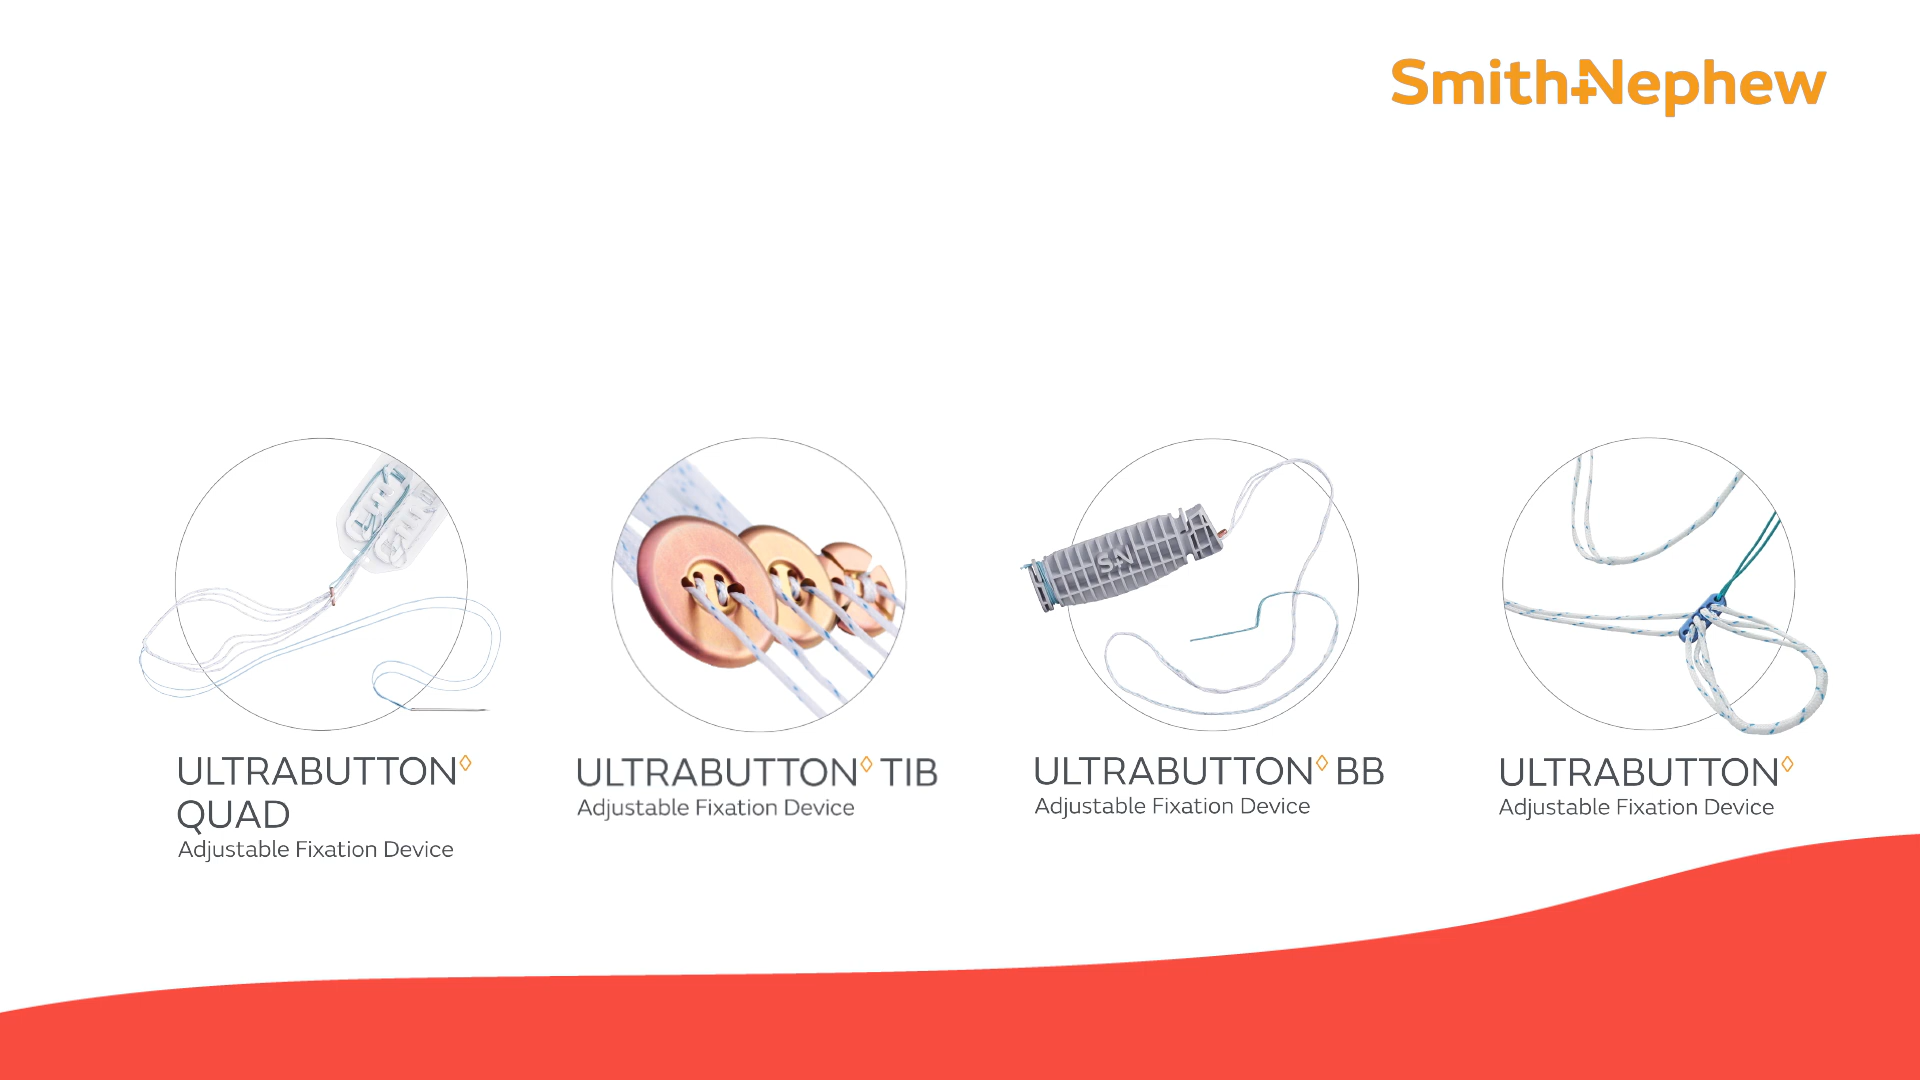 Smith+Nephew
S+N
ULTRABUTTON◊
QUAD
Adjustable Fixation Device
ULTRABUTTON◊ TIB
Adjustable Fixation Device
ULTRABUTTON◊ BB
Adjustable Fixation Device
ULTRABUTTON◊
Adjustable Fixation Device